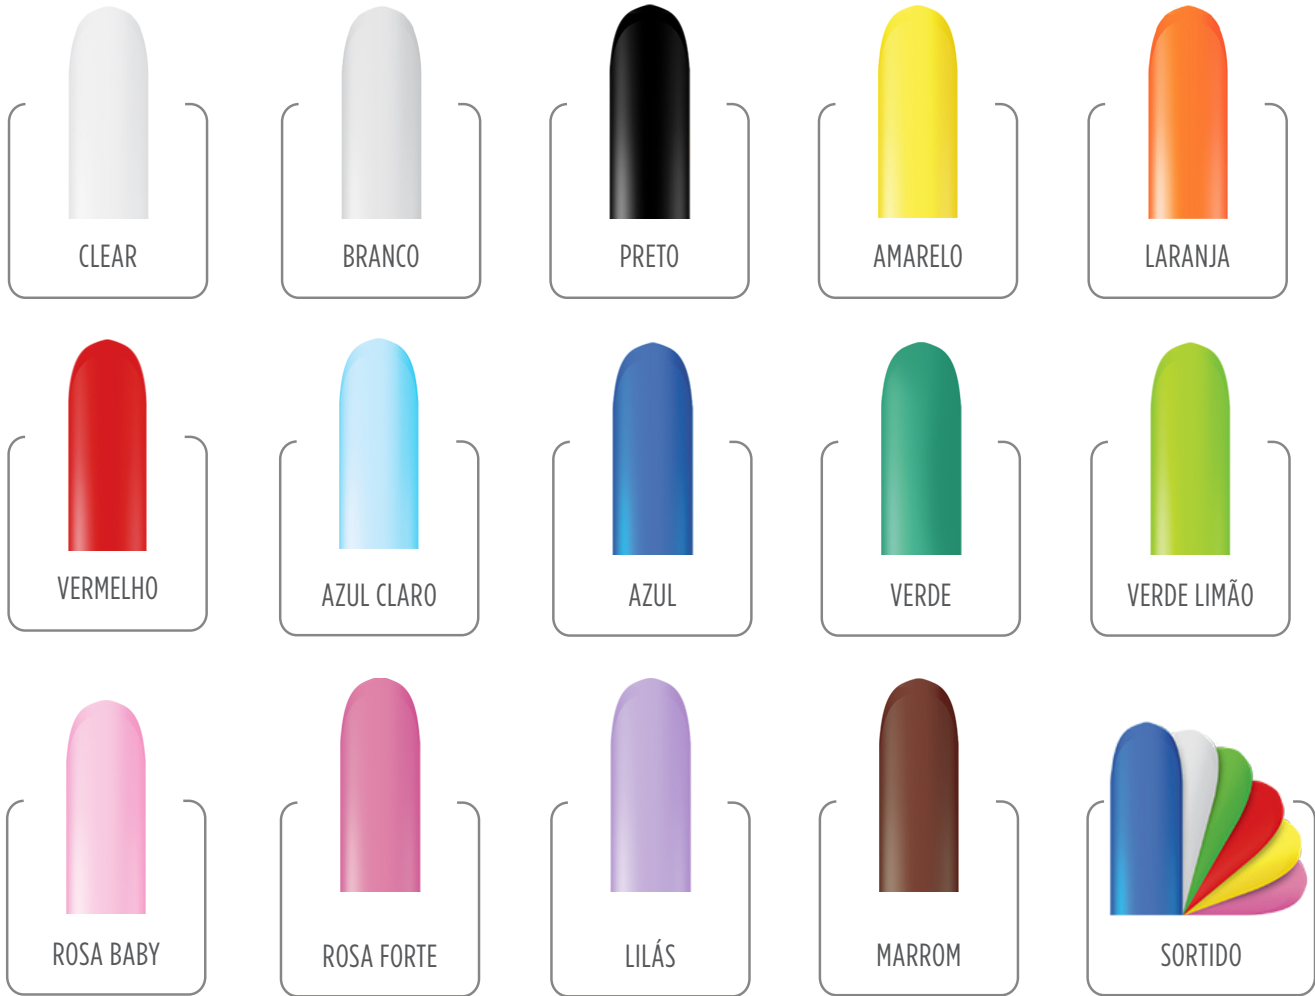 CLEAR
BRANCO
PRETO
AMARELO
LARANJA
VERMELHO
AZUL CLARO
AZUL
VERDE
VERDE LIMÃO
ROSA BABY
ROSA FORTE
LILÁS
MARROM
SORTIDO